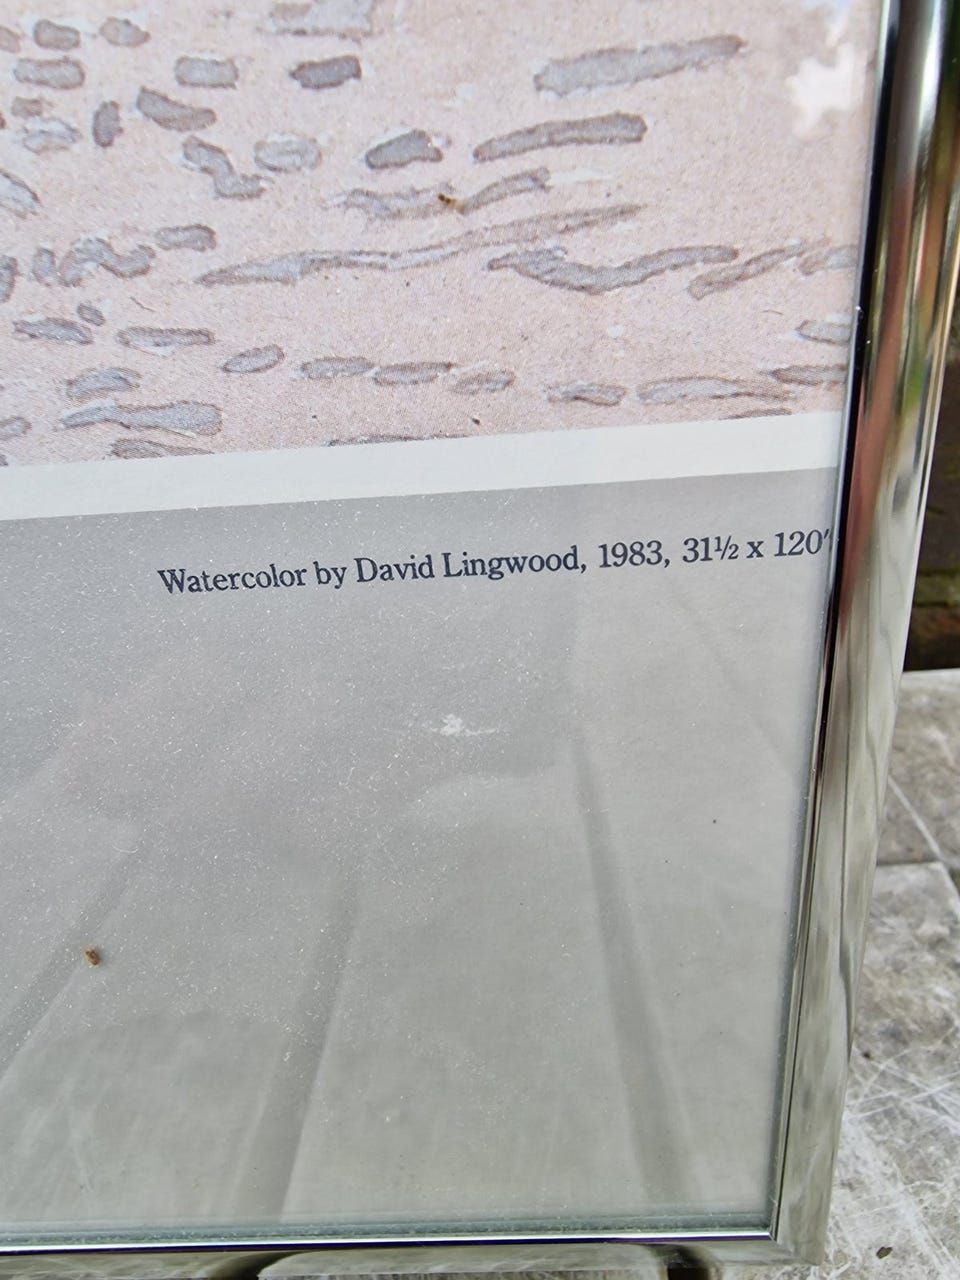 Watercolor by David Lingwood, 1983, 31½ x 120"